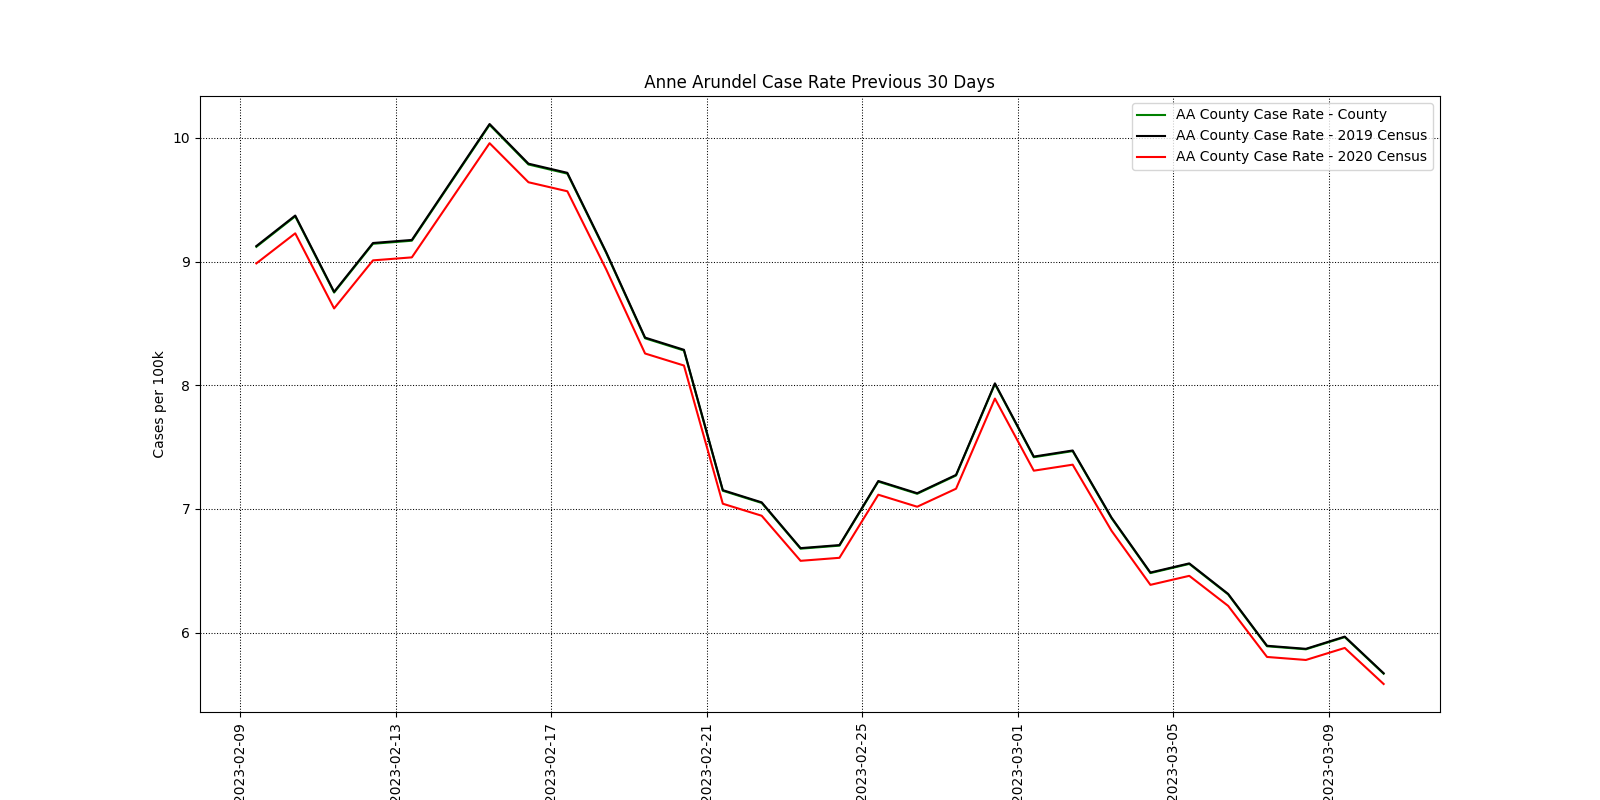 Anne Arundel Case Rate Previous 30 Days
AA County Case Rate - County
AA County Case Rate - 2019 Census
AA County Case Rate - 2020 Census
Cases per 100k
10
9
8
7
6
2023-02-09
2023-02-13
2023-02-17
2023-02-21
2023-02-25
2023-03-01
2023-03-05
2023-03-09